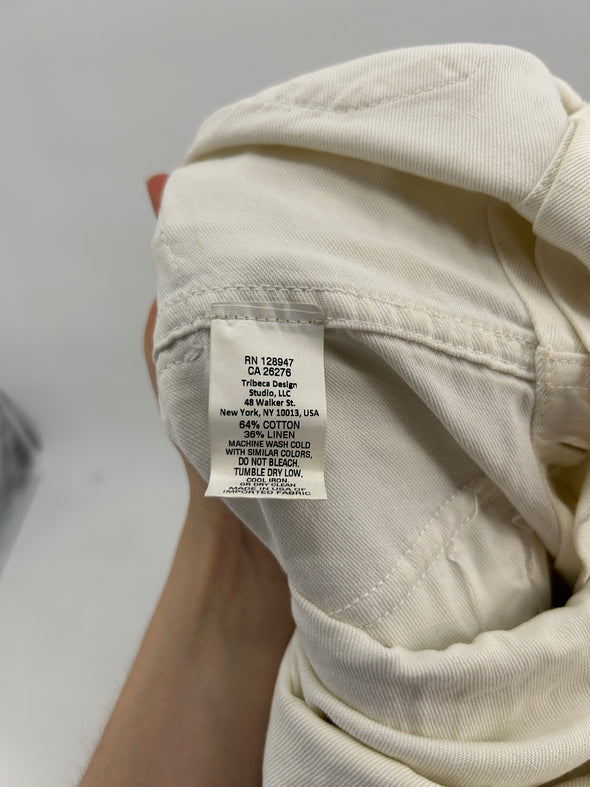 RN 128947
CA 26276
Tribeca Design
Studio, LLC
48 Walker St.
New York, NY 10013, USA
64% COTTON
36% LINEN
MACHINE WASH COLD
WITH SIMILAR COLORS,
DO NOT BLEACH,
TUMBLE DRY LOW,
COOL IRON,
OR DRY CLEAN
MADE IN USA OF
IMPORTED FABRIC